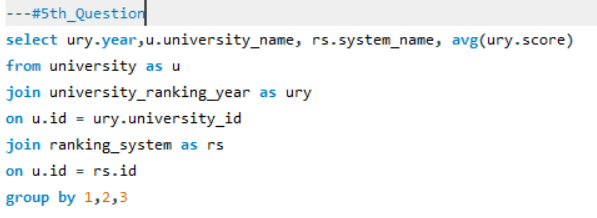 ---#5th_Question
select ury.year,u.university_name, rs.system_name, avg(ury.score)
from university as u
join university_ranking_year as ury
on u.id = ury.university_id
join ranking_system as rs
on u.id = rs.id
group by 1,2,3